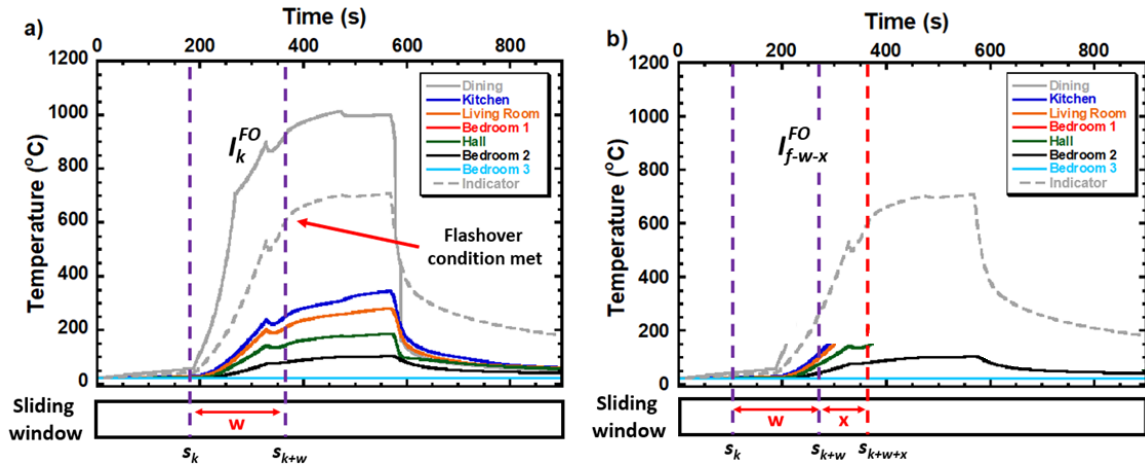 a)
Time (s)
0 200 400 600 800
1200
1000
800
600
400
200
0
Temperature (°C)
Dining
Kitchen
Living Room
Bedroom 1
Hall
Bedroom 2
Bedroom 3
Indicator
I_k^FO
Flashover
condition met
Sliding
window
w
s_k
s_k+w
b)
Time (s)
0 200 400 600 800
1200
1000
800
600
400
200
0
Temperature (°C)
Dining
Kitchen
Living Room
Bedroom 1
Hall
Bedroom 2
Bedroom 3
Indicator
I_f-w-x^FO
Sliding
window
w
x
s_k
s_k+w
s_k+w+x